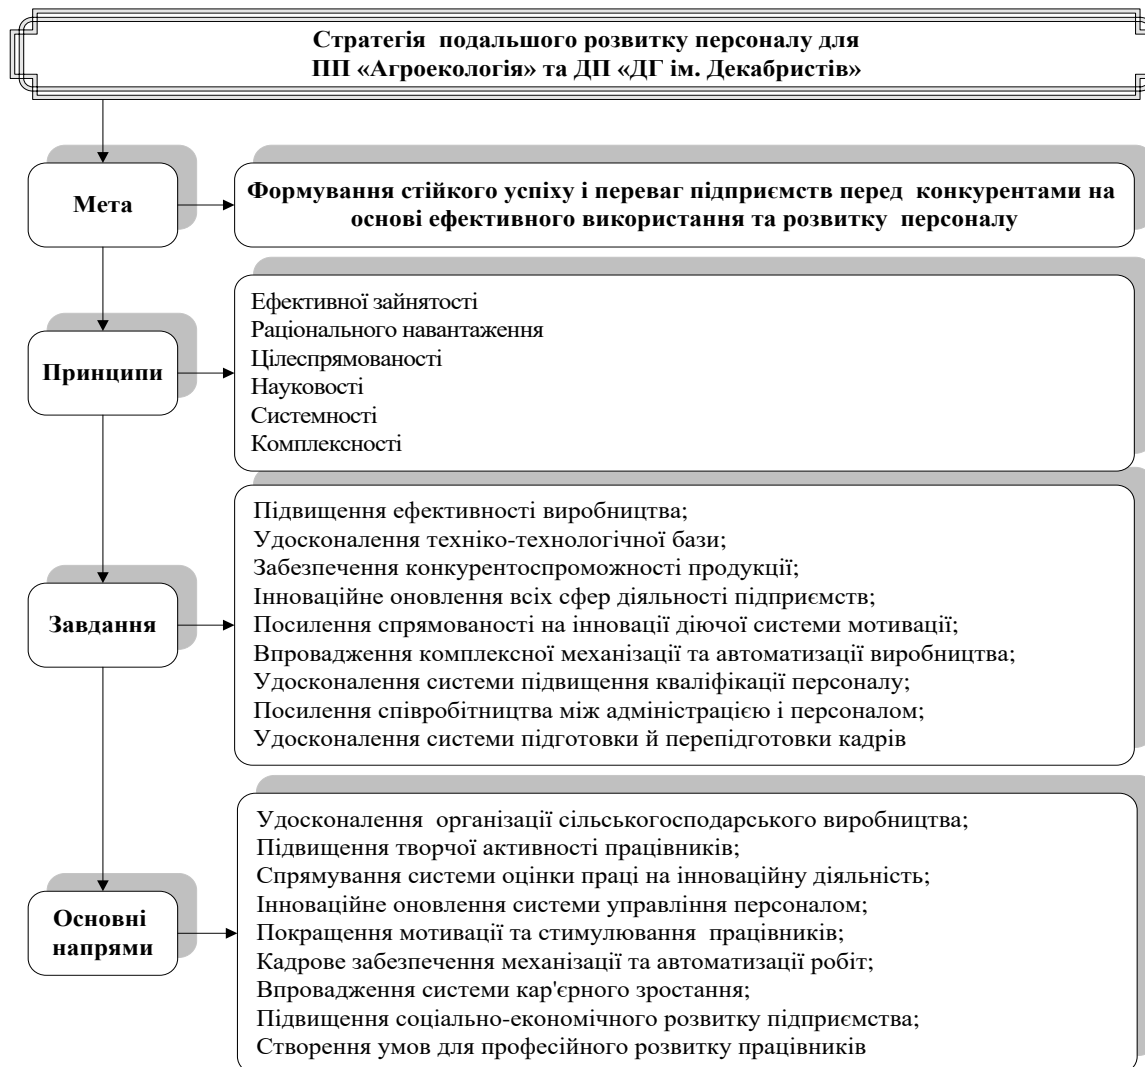 Стратегія подальшого розвитку персоналу для
ПП «Агроекологія» та ДП «ДГ ім. Декабристів»
Мета
Формування стійкого успіху і переваг підприємств перед конкурентами на
основі ефективного використання та розвитку персоналу
Принципи
Ефективної зайнятості
Раціонального навантаження
Цілеспрямованості
Науковості
Системності
Комплексності
Завдання
Підвищення ефективності виробництва;
Удосконалення техніко-технологічної бази;
Забезпечення конкурентоспроможності продукції;
Інноваційне оновлення всіх сфер діяльності підприємств;
Посилення спрямованості на інновації діючої системи мотивації;
Впровадження комплексної механізації та автоматизації виробництва;
Удосконалення системи підвищення кваліфікації персоналу;
Посилення співробітництва між адміністрацією і персоналом;
Удосконалення системи підготовки й перепідготовки кадрів
Основні
напрями
Удосконалення організації сільськогосподарського виробництва;
Підвищення творчої активності працівників;
Спрямування системи оцінки праці на інноваційну діяльність;
Інноваційне оновлення системи управління персоналом;
Покращення мотивації та стимулювання працівників;
Кадрове забезпечення механізації та автоматизації робіт;
Впровадження системи кар'єрного зростання;
Підвищення соціально-економічного розвитку підприємства;
Створення умов для професійного розвитку працівників